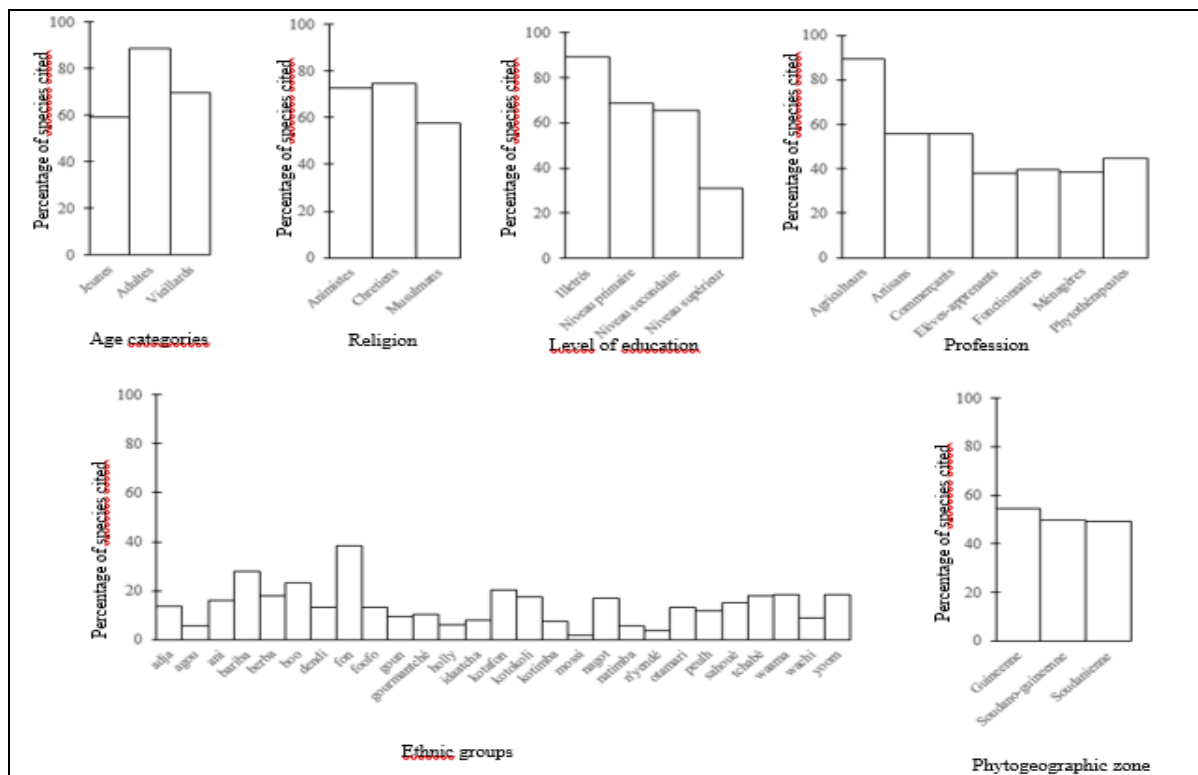 Percentage of species cited
100
80
60
40
20
0
Jeunes
Adultes
Vieillards
Age categories
Percentage of species cited
100
80
60
40
20
0
Animistes
Chretiens
Musulmans
Religion
Percentage of species cited
100
80
60
40
20
0
Illetrés
Niveau primaire
Niveau secondaire
Niveau supérieur
Level of education
Percentage of species cited
100
80
60
40
20
0
Agriculteurs
Artisans
Commerçants
Elèves-apprenants
Fonctionnaires
Ménagères
Phytothérapeutes
Profession
Percentage of species cited
100
80
60
40
20
0
adja
agou
ani
bariba
berba
boo
dendi
fon
foofo
goun
gourmatché
holly
idaatcha
kotafon
kotokoli
kotimba
mossi
nagot
natimba
n'yendé
otamari
peulh
sahouè
tchabè
waama
wachi
yoom
Ethnic groups
Percentage of species cited
100
80
60
40
20
0
Guineenne
Soudano-guineenne
Soudanienne
Phytogeographic zone